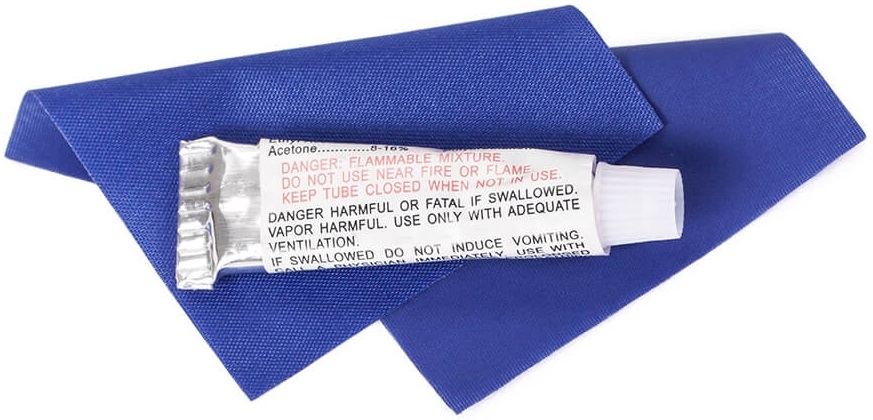 Acetone............8-16%
DANGER: FLAMMABLE MIXTURE.
DO NOT USE NEAR FIRE OR FLAME.
KEEP TUBE CLOSED WHEN NOT IN USE.
DANGER HARMFUL OR FATAL IF SWALLOWED.
VAPOR HARMFUL. USE ONLY WITH ADEQUATE
VENTILATION.
IF SWALLOWED DO NOT INDUCE VOMITING.
CALL A PHYSICIAN IMMEDIATELY. USE WITH